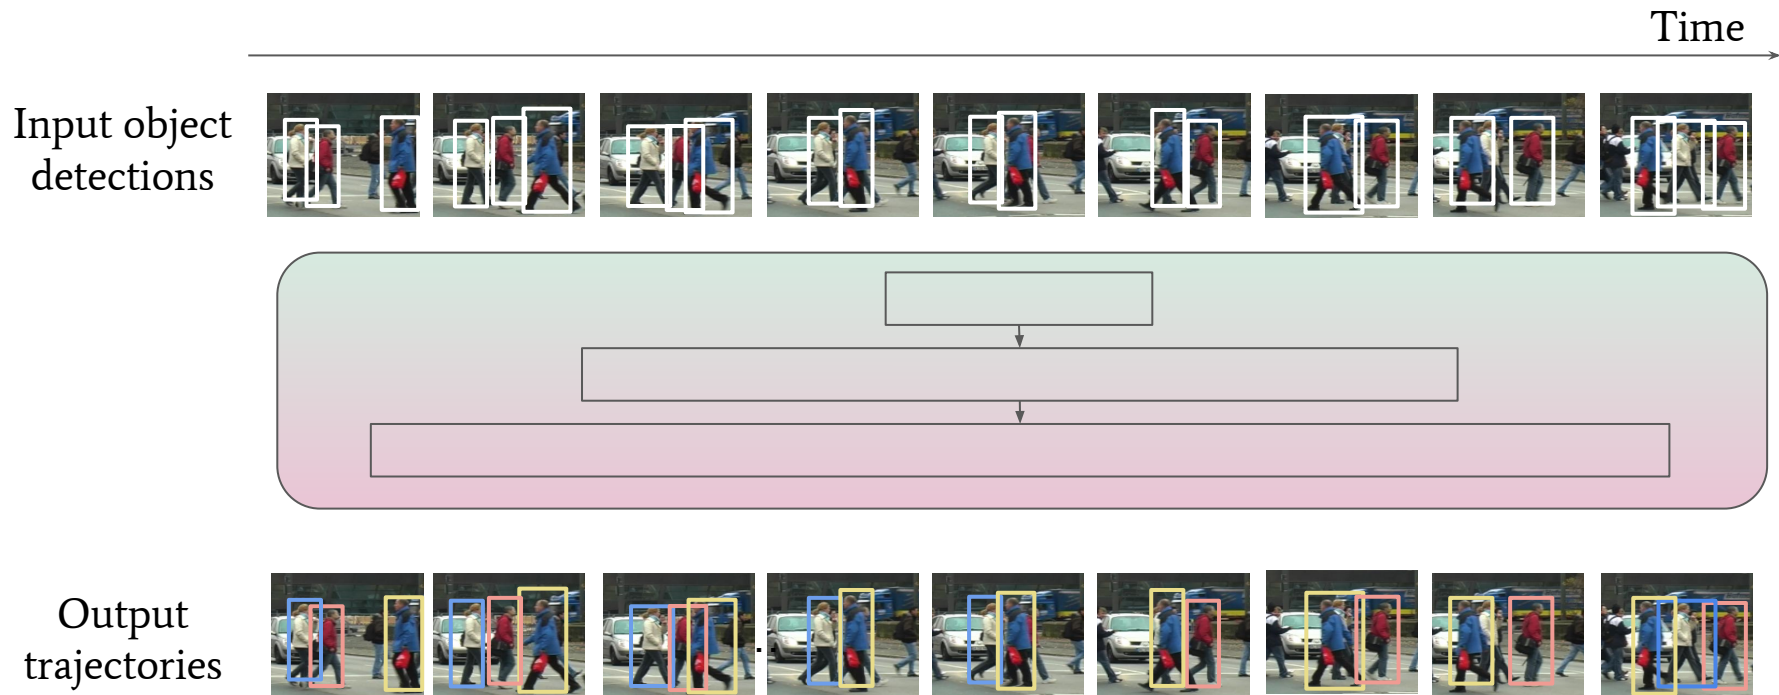 Time
Input object
detections
Output
trajectories
..